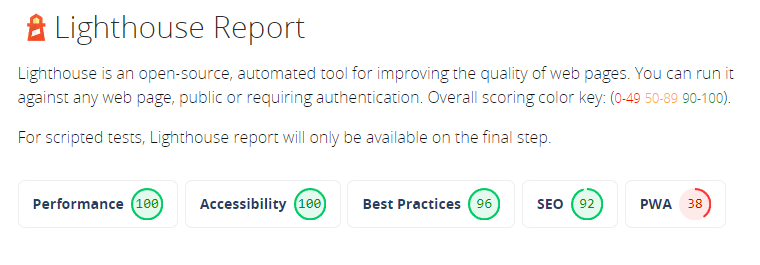 Lighthouse Report
Lighthouse is an open-source, automated tool for improving the quality of web pages. You can run it
against any web page, public or requiring authentication. Overall scoring color key: (0-49 50-89 90-100).
For scripted tests, Lighthouse report will only be available on the final step.
Performance 100 Accessibility 100 Best Practices 96 SEO 92 PWA 38